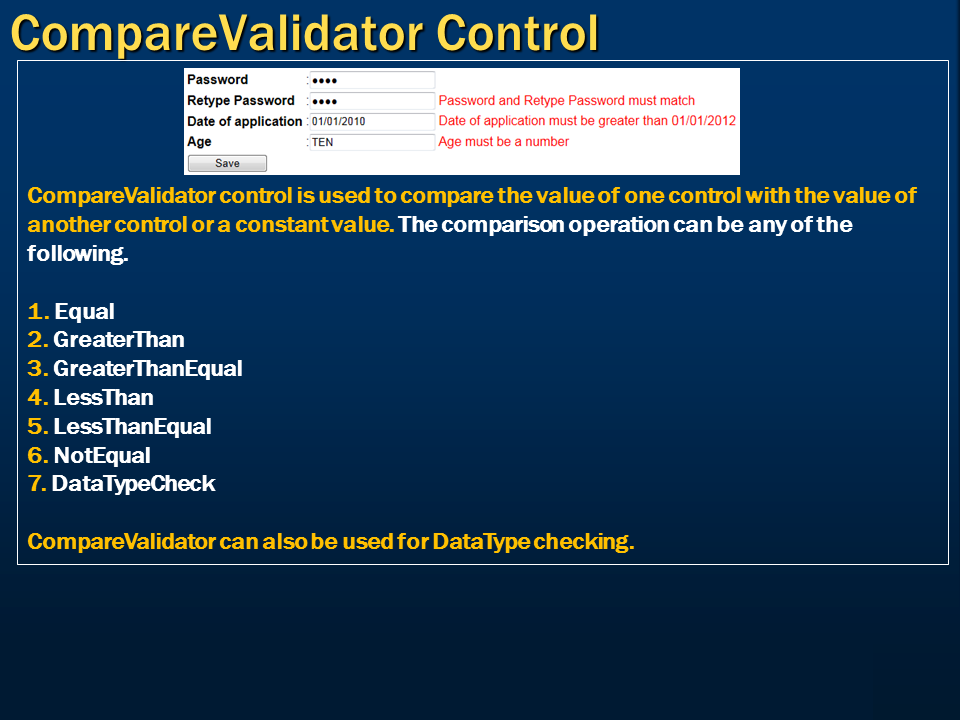 CompareValidator Control
Password : ●●●●
Retype Password : ●●●● Password and Retype Password must match
Date of application : 01/01/2010 Date of application must be greater than 01/01/2012
Age : TEN Age must be a number
Save
CompareValidator control is used to compare the value of one control with the value of
another control or a constant value. The comparison operation can be any of the
following.
1. Equal
2. GreaterThan
3. GreaterThanEqual
4. LessThan
5. LessThanEqual
6. NotEqual
7. DataTypeCheck
CompareValidator can also be used for DataType checking.